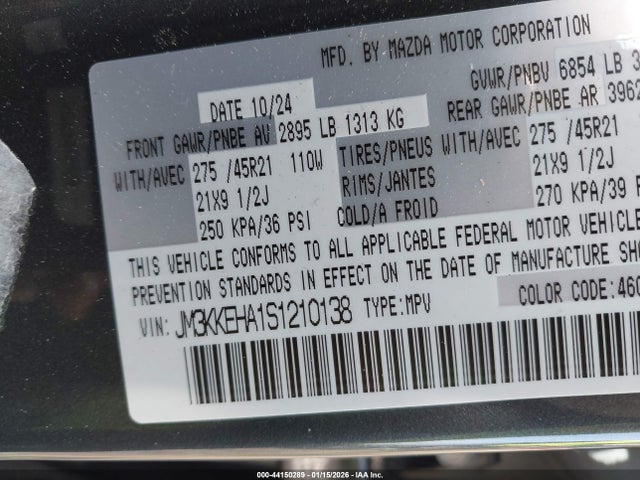 MFD. BY MAZDA MOTOR CORPORATION
DATE 10/24 GVWR/PNBV 6854 LB
FRONT GAWR/PNBE AV 2895 LB 1313 KG REAR GAWR/PNBE AR 3962
WITH/AVEC 275 /45R21 110W TIRES/PNEUS WITH/AVEC 275 /45R21
21X9 1/2J RIMS/JANTES 21X9 1/2J
250 KPA/36 PSI COLD/A FROID 270 KPA/39
THIS VEHICLE CONFORMS TO ALL APPLICABLE FEDERAL MOTOR VEHICLE
PREVENTION STANDARDS IN EFFECT ON THE DATE OF MANUFACTURE
VIN: JM3KKEHA1S1210138 TYPE:MPV COLOR CODE:46
000-44150289 - 01/15/2026 - IAA Inc.